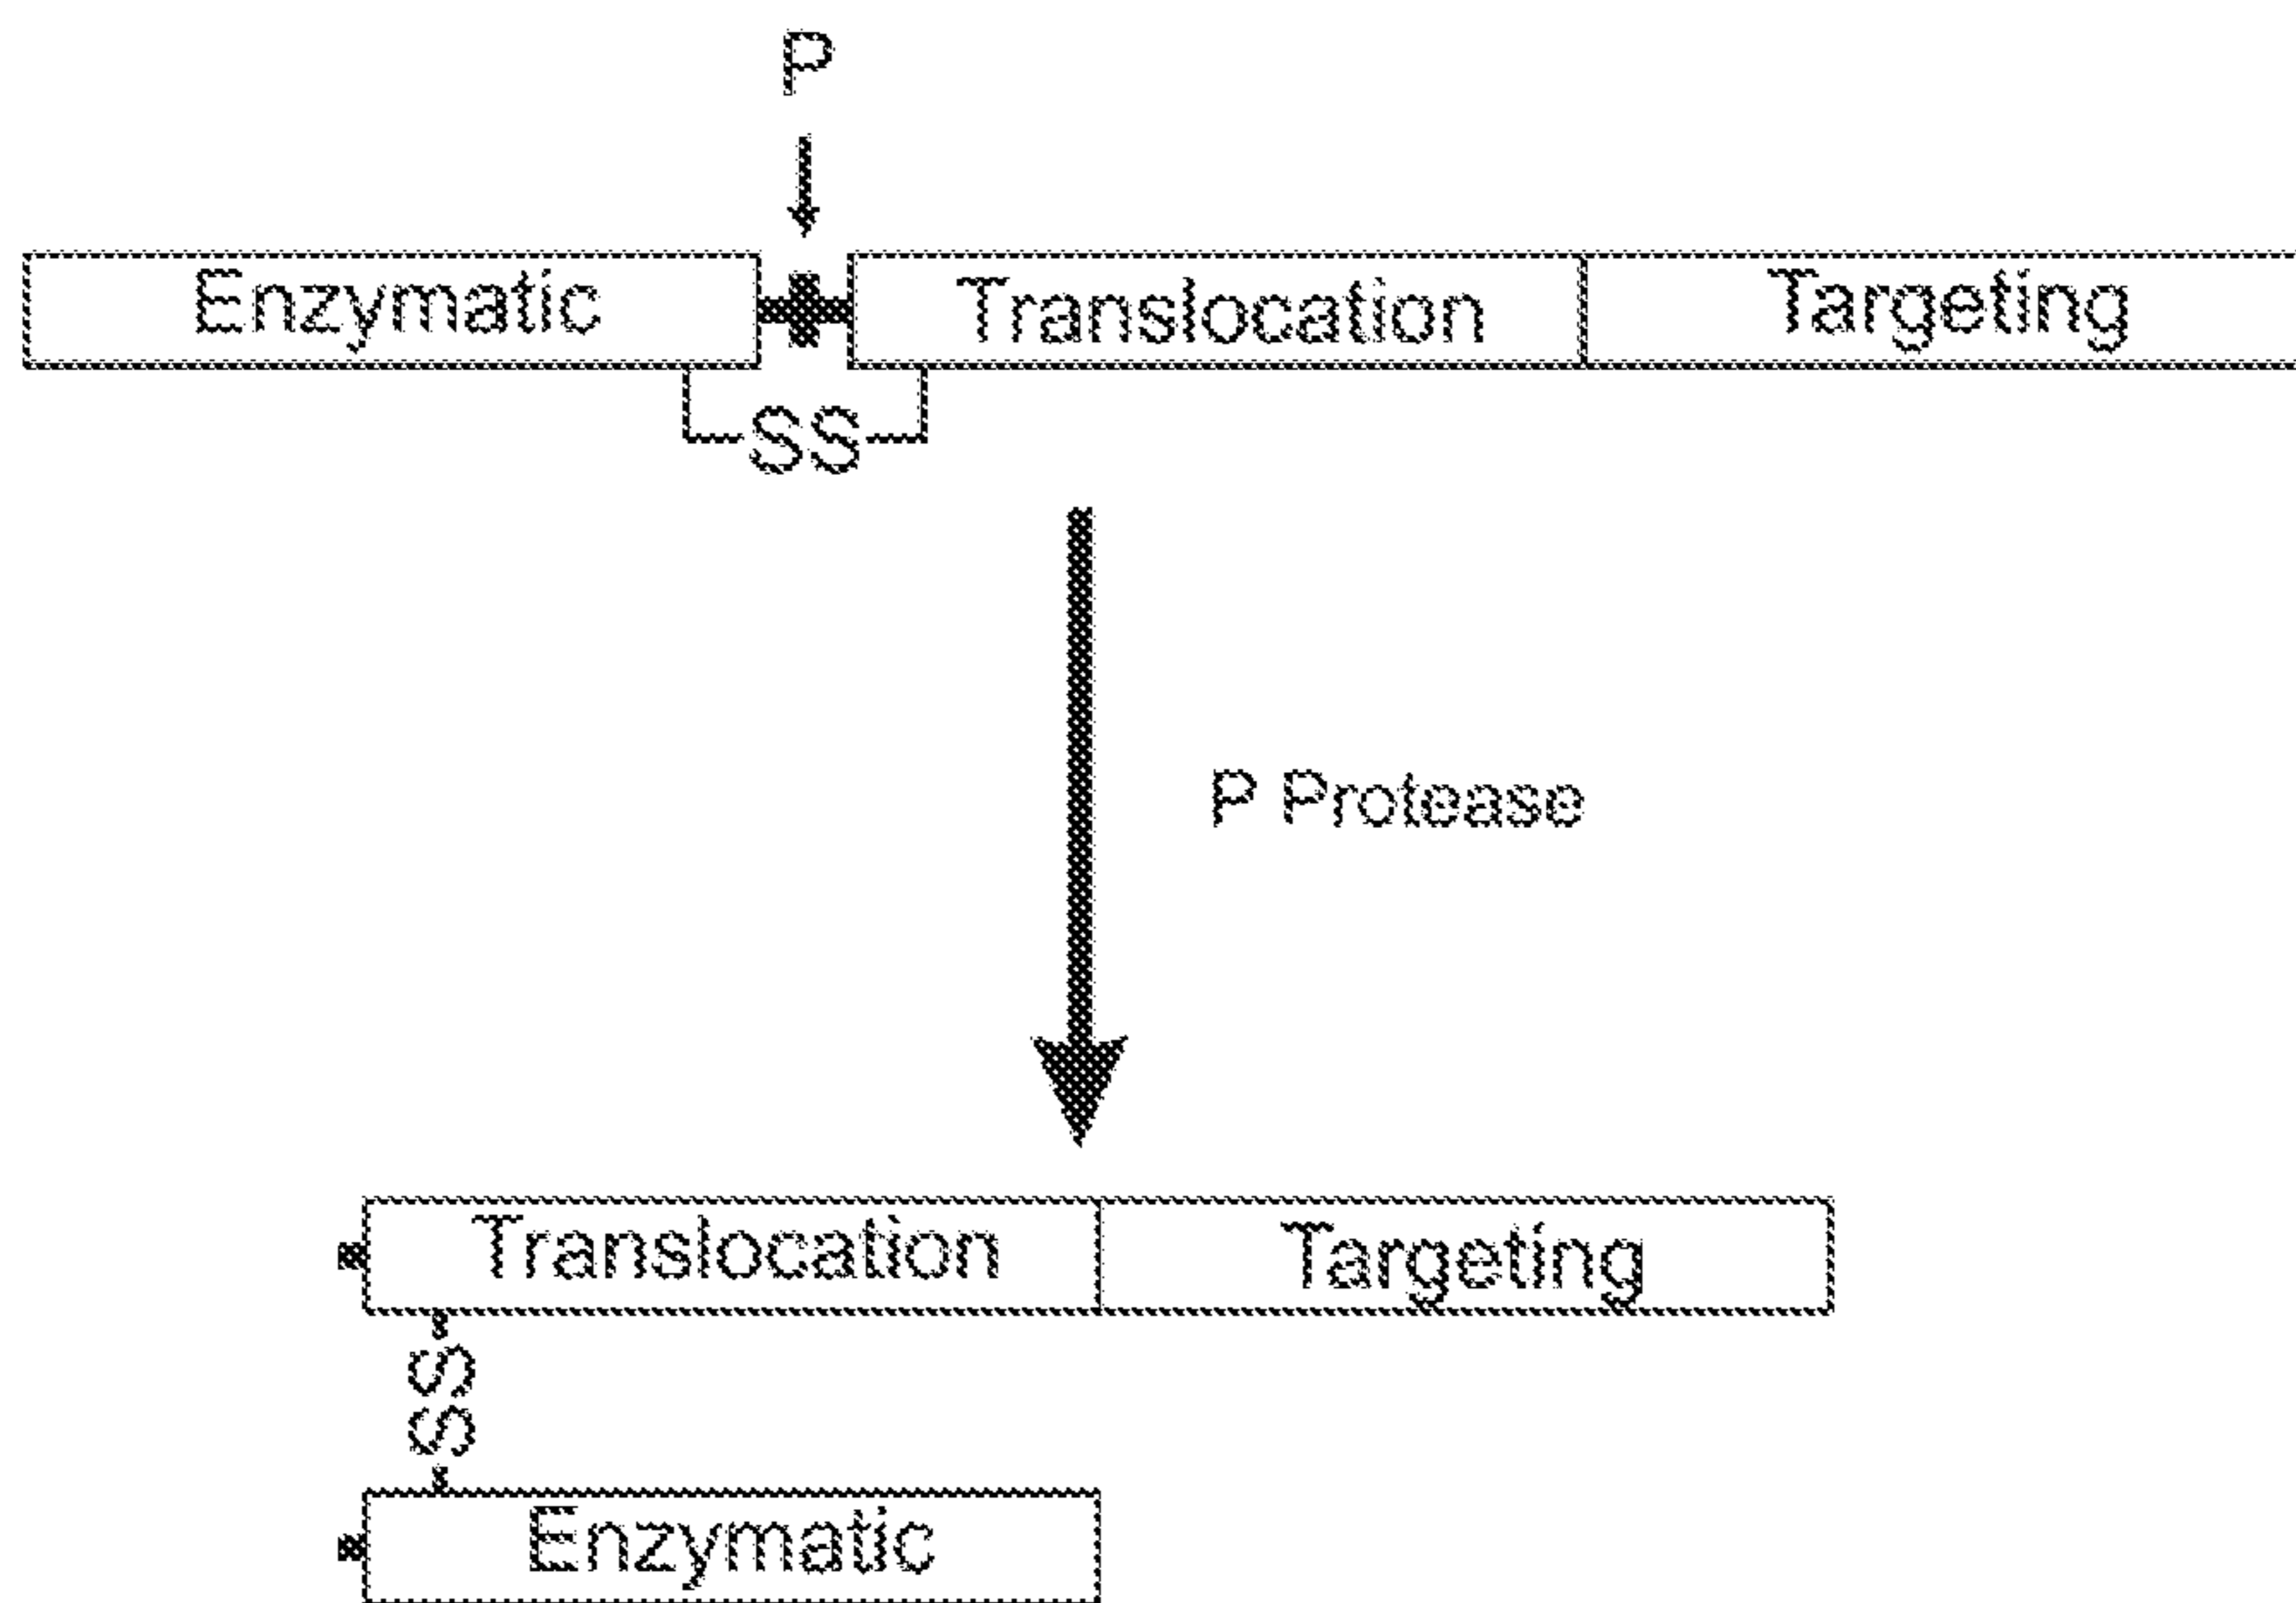 P
Enzymatic Translocation Targeting
SS
P Protease
Translocation Targeting
SS
Enzymatic